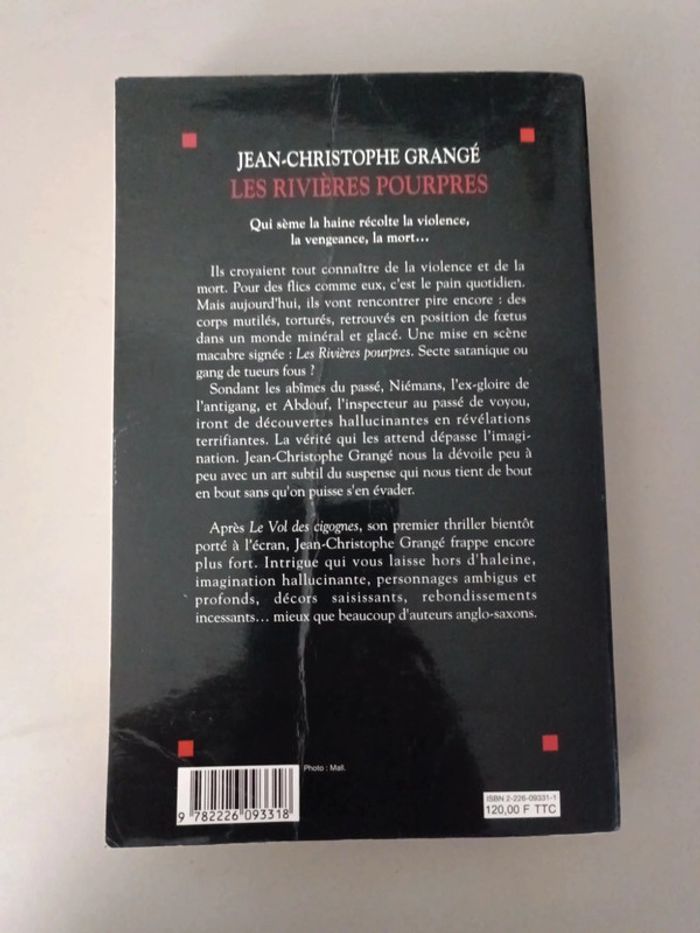 JEAN-CHRISTOPHE GRANGÉ
LES RIVIÈRES POURPRES
Qui sème la haine récolte la violence,
la vengeance, la mort...
Ils croyaient tout connaître de la violence et de la
mort. Pour des flics comme eux, c'est le pain quotidien.
Mais aujourd'hui, ils vont rencontrer pire encore : des
corps mutilés, torturés, retrouvés en position de fœtus
dans un monde minéral et glacé. Une mise en scène
macabre signée : Les Rivières pourpres. Secte satanique ou
gang de tueurs fous ?
Sondant les abîmes du passé, Niémans, l'ex-gloire de
l'antigang, et Abdouf, l'inspecteur au passé de voyou,
iront de découvertes hallucinantes en révélations
terrifiantes. La vérité qui les attend dépasse l'imagi-
nation. Jean-Christophe Grangé nous la dévoile peu à
peu avec un art subtil du suspense qui nous tient de bout
en bout sans qu'on puisse s'en évader.
Après Le Vol des cigognes, son premier thriller bientôt
porté à l'écran, Jean-Christophe Grangé frappe encore
plus fort. Intrigue qui vous laisse hors d'haleine,
imagination hallucinante, personnages ambigus et
profonds, décors saisissants, rebondissements
incessants... mieux que beaucoup d'auteurs anglo-saxons.
Photo : Mall.
9 782226 093318
ISBN 2-226-09331-1
120,00 F TTC